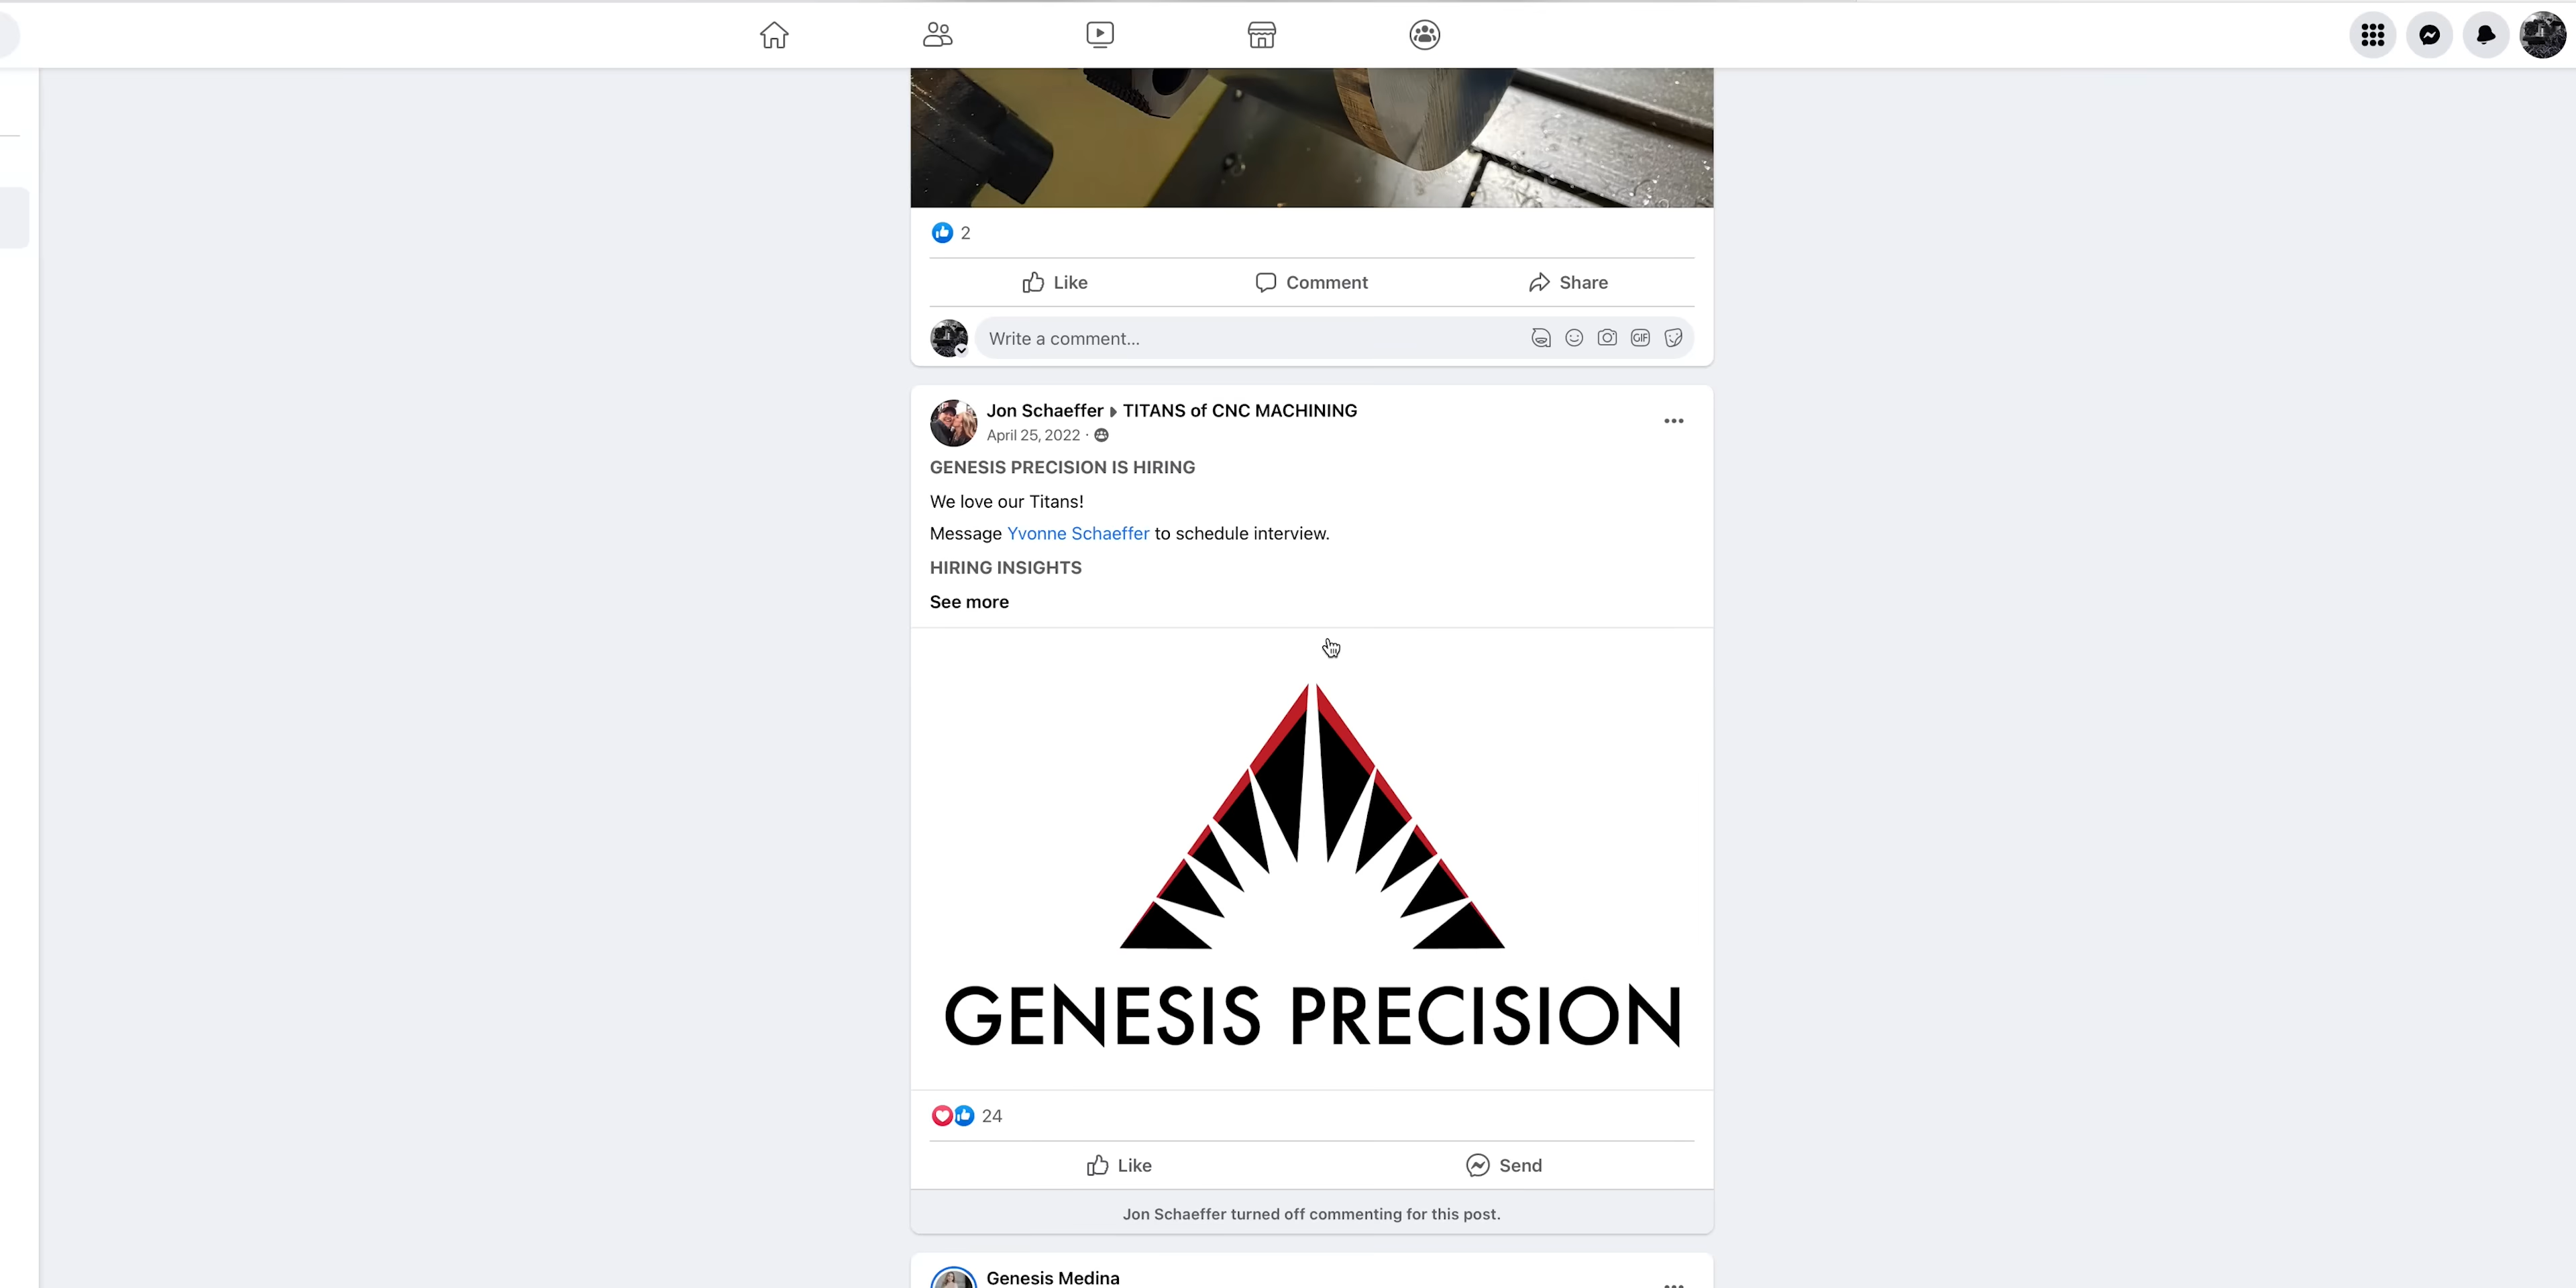 2
Like
Comment
Share
Write a comment...
GIF
Jon Schaeffer TITANS of CNC MACHINING
April 25, 2022 ·
GENESIS PRECISION IS HIRING
We love our Titans!
Message Yvonne Schaeffer to schedule interview.
HIRING INSIGHTS
See more
GENESIS PRECISION
24
Like
Send
Jon Schaeffer turned off commenting for this post.
Genesis Medina